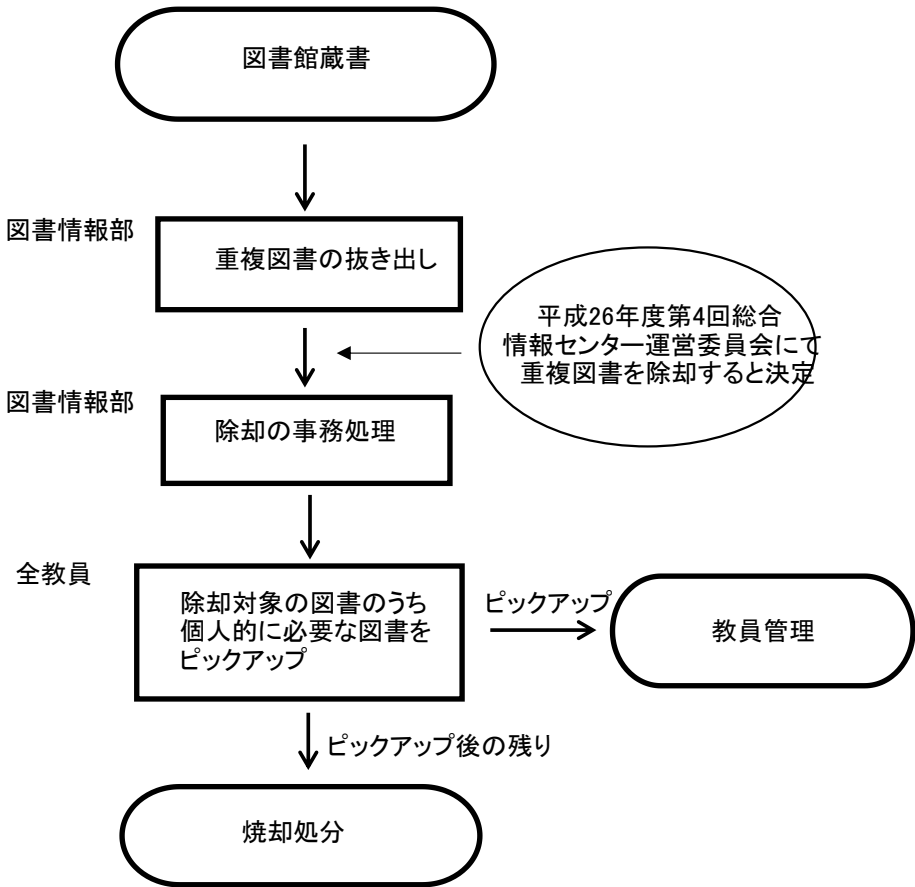 図書館蔵書
図書情報部
重複図書の抜き出し
平成26年度第4回総合
情報センター運営委員会にて
重複図書を除却すると決定
図書情報部
除却の事務処理
全教員
除却対象の図書のうち
個人的に必要な図書を
ピックアップ
ピックアップ
教員管理
ピックアップ後の残り
焼却処分